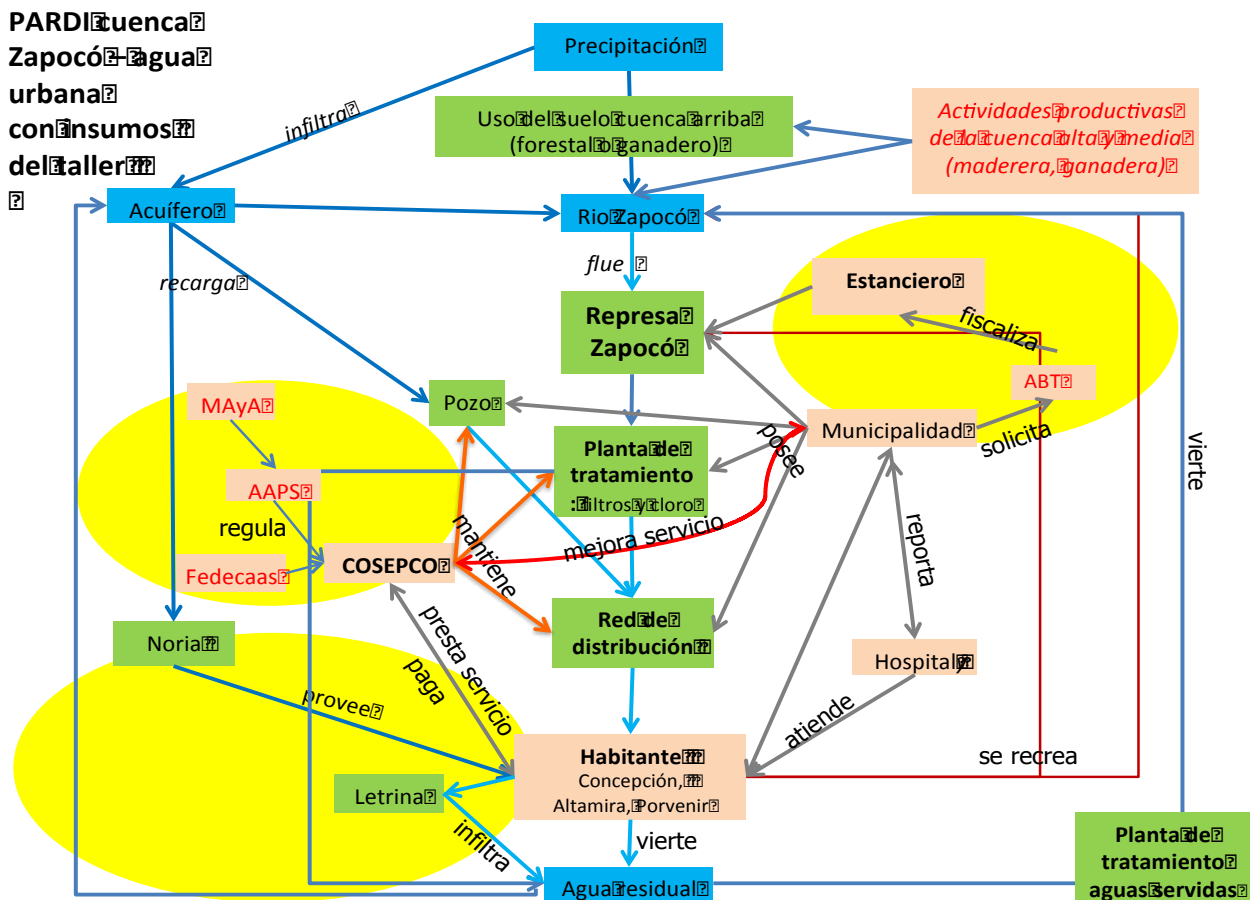 PARDI cuenca
Zapocó – agua
urbana
con insumos
del taller
Precipitación
infiltra
Uso del suelo cuenca arriba
(forestal o ganadero)
Actividades productivas
de la cuenca alta y media
(maderera, ganadera)
Acuífero
Rio Zapocó
flue
recarga
Estanciero
fiscaliza
Represa
Zapocó
ABT
MAyA
Pozo
Municipalidad
solicita
posee
vierte
Planta de
tratamiento
: filtros y cloro
AAPS
regula
mantiene
mejora servicio
COSEPCO
Fedecaas
reporta
Red de
distribución
Noria
Hospital
presta servicio
paga
provee
atiende
Habitante
Concepción,
Altamira, Porvenir
se recrea
Letrina
infiltra
vierte
Agua residual
Planta de
tratamiento
aguas servidas